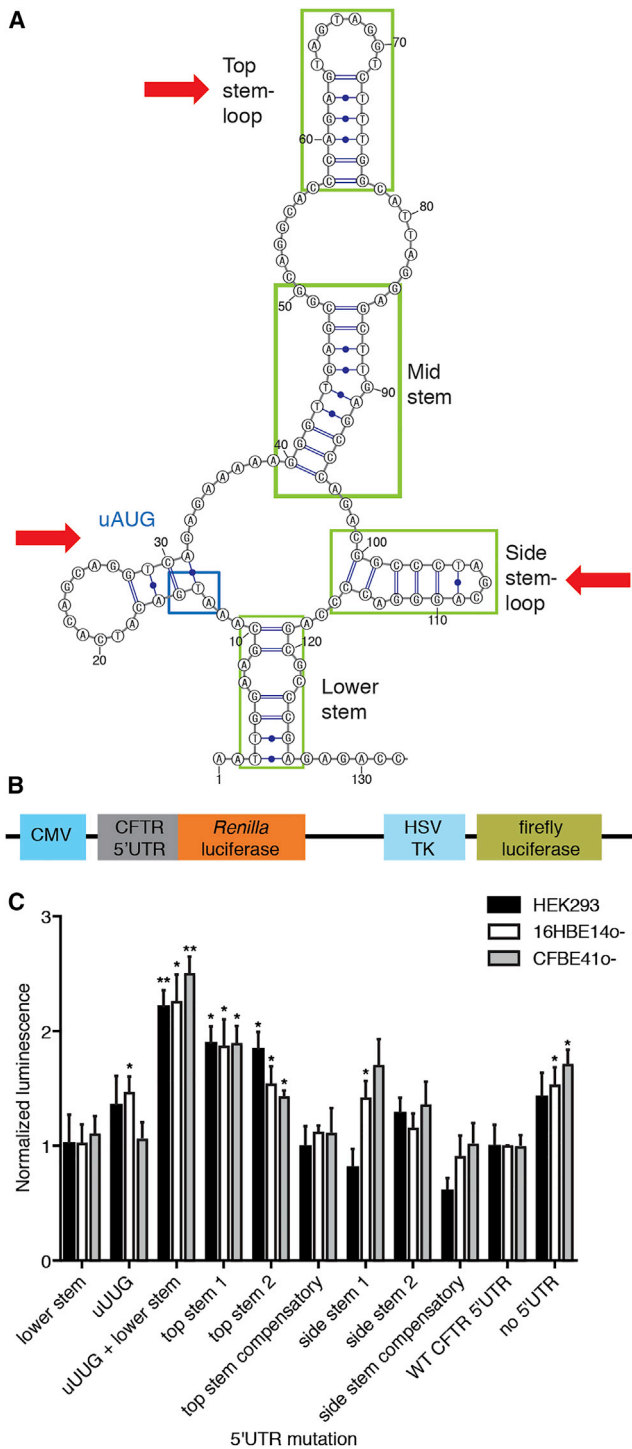 A
Top
stem-
loop
70
60
80
50
Mid
stem
90
40
uAUG
30
100
Side
stem-
loop
20
10
120
110
Lower
stem
1
130
A A
G A G A C C
B
CMV
CFTR
5'UTR
Renilla
luciferase
HSV
TK
firefly
luciferase
C
HEK293
16HBE14o-
CFBE41o-
Normalized luminescence
3
2
1
0
** * **
* * *
* * *
*
*
* *
lower stem
uUUG
uUUG + lower stem
top stem 1
top stem 2
top stem compensatory
side stem 1
side stem 2
side stem compensatory
WT CFTR 5'UTR
no 5'UTR
5'UTR mutation